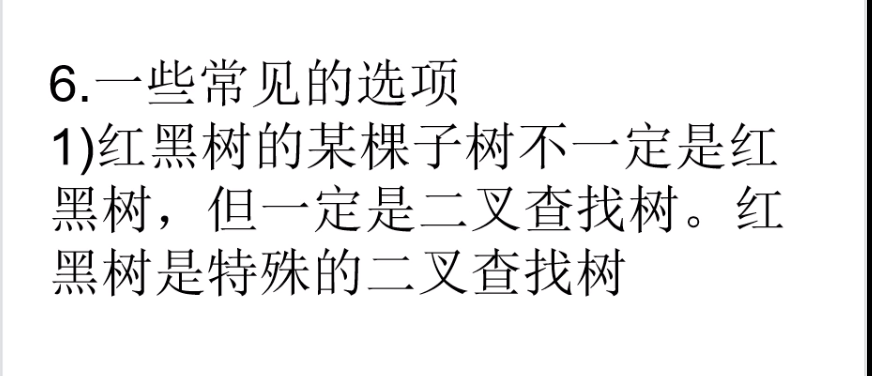 6.一些常见的选项
1)红黑树的某棵子树不一定是红
黑树，但一定是二叉查找树。红
黑树是特殊的二叉查找树